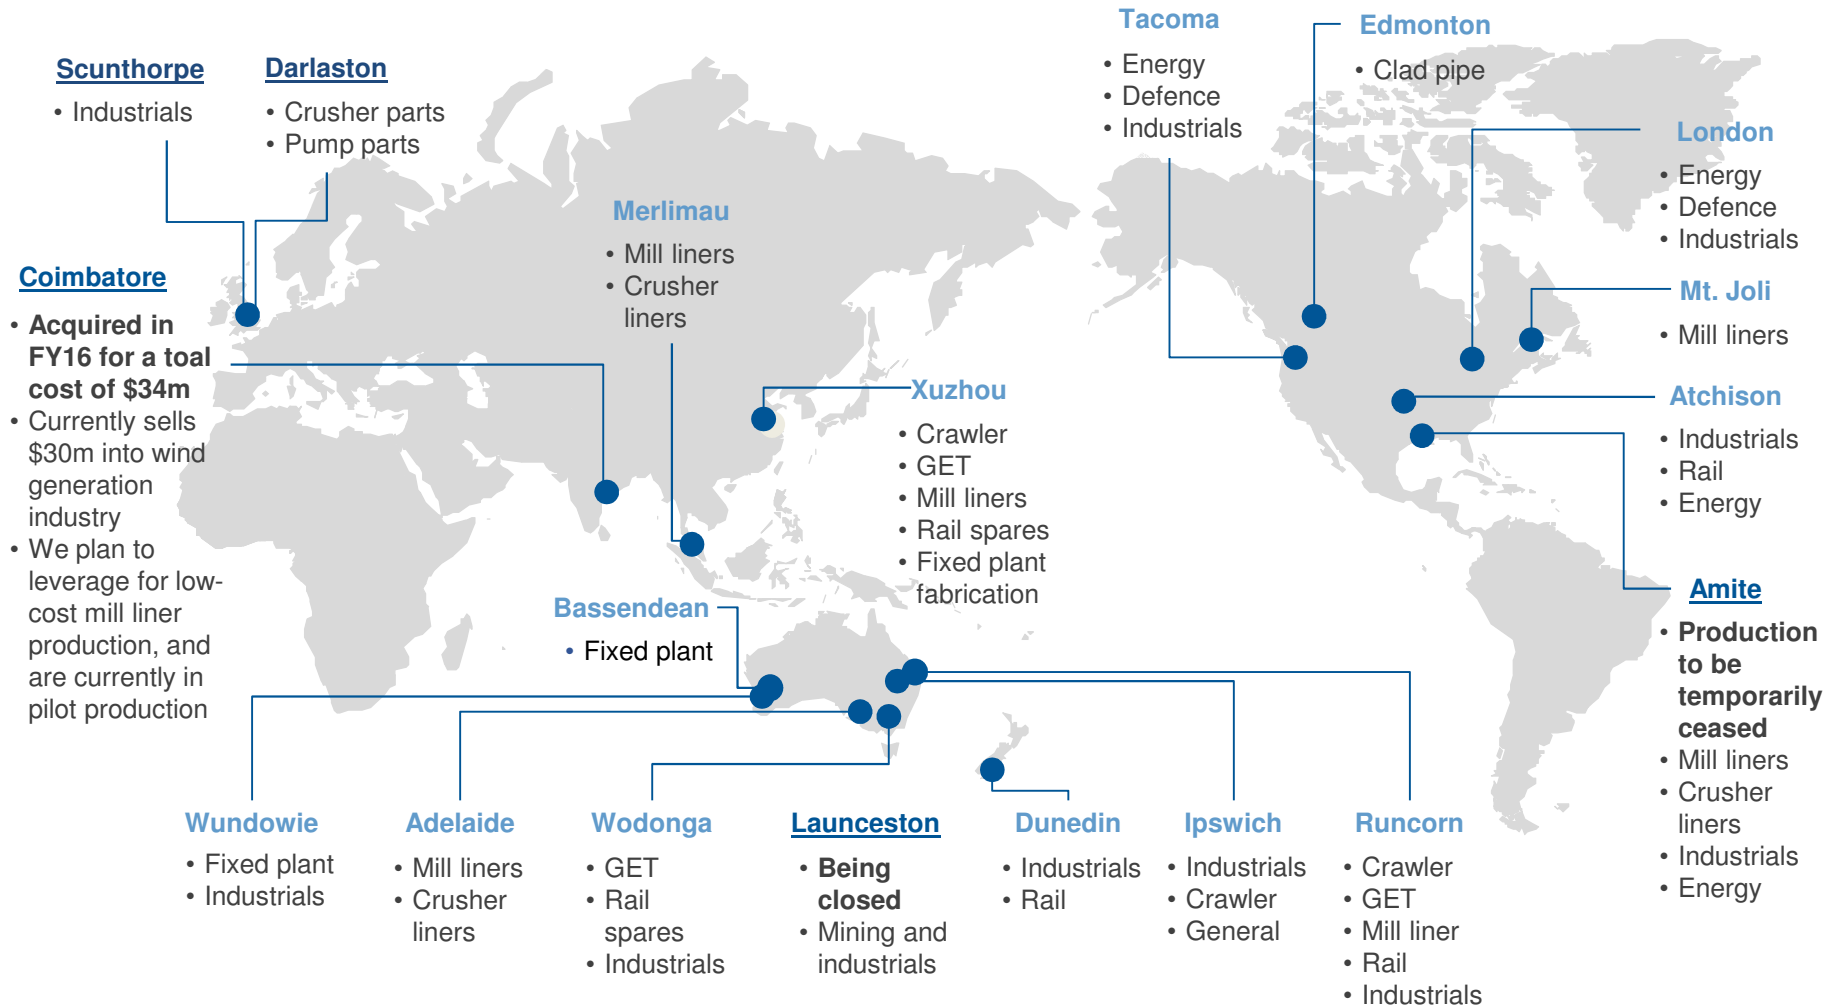 Scunthorpe
• Industrials
Darlaston
• Crusher parts
• Pump parts
Tacoma
• Energy
• Defence
• Industrials
Edmonton
• Clad pipe
London
• Energy
• Defence
• Industrials
Merlimau
• Mill liners
• Crusher
liners
Coimbatore
• Acquired in
FY16 for a toal
cost of $34m
• Currently sells
$30m into wind
generation
industry
• We plan to
leverage for low-
cost mill liner
production, and
are currently in
pilot production
Mt. Joli
• Mill liners
Xuzhou
• Crawler
• GET
• Mill liners
• Rail spares
• Fixed plant
fabrication
Atchison
• Industrials
• Rail
• Energy
Bassendean
• Fixed plant
Amite
• Production
to be
temporarily
ceased
• Mill liners
• Crusher
liners
• Industrials
• Energy
Wundowie
• Fixed plant
• Industrials
Adelaide
• Mill liners
• Crusher
liners
Wodonga
• GET
• Rail
spares
• Industrials
Launceston
• Being
closed
• Mining and
industrials
Dunedin
• Industrials
• Rail
Ipswich
• Industrials
• Crawler
• General
Runcorn
• Crawler
• GET
• Mill liner
• Rail
• Industrials